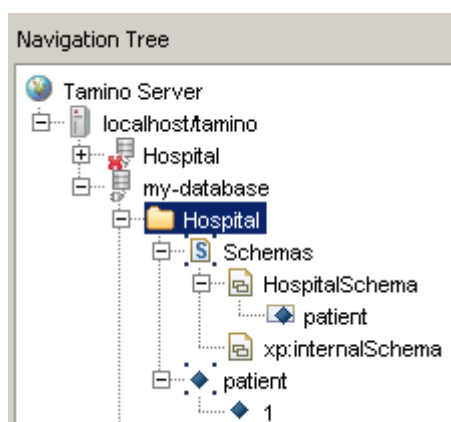 Navigation Tree
Tamino Server
localhost/tamino
Hospital
my-database
Hospital
S Schemas
HospitalSchema
patient
xp:internalSchema
patient
1